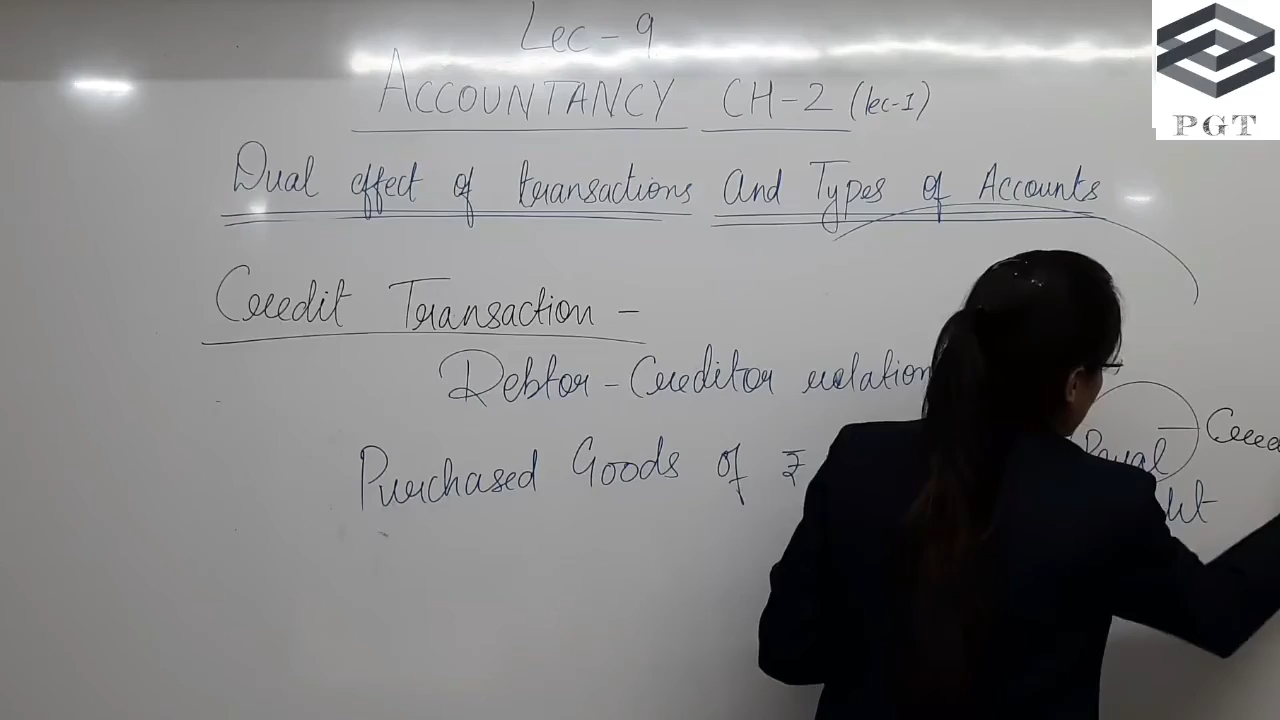 Lec - 9
ACCOUNTANCY CH-2 (lec-1)
Dual effect of transactions and Types of Accounts
Credit Transaction -
Debtor - Creditor relation
Purchased Goods of ₹
PGT